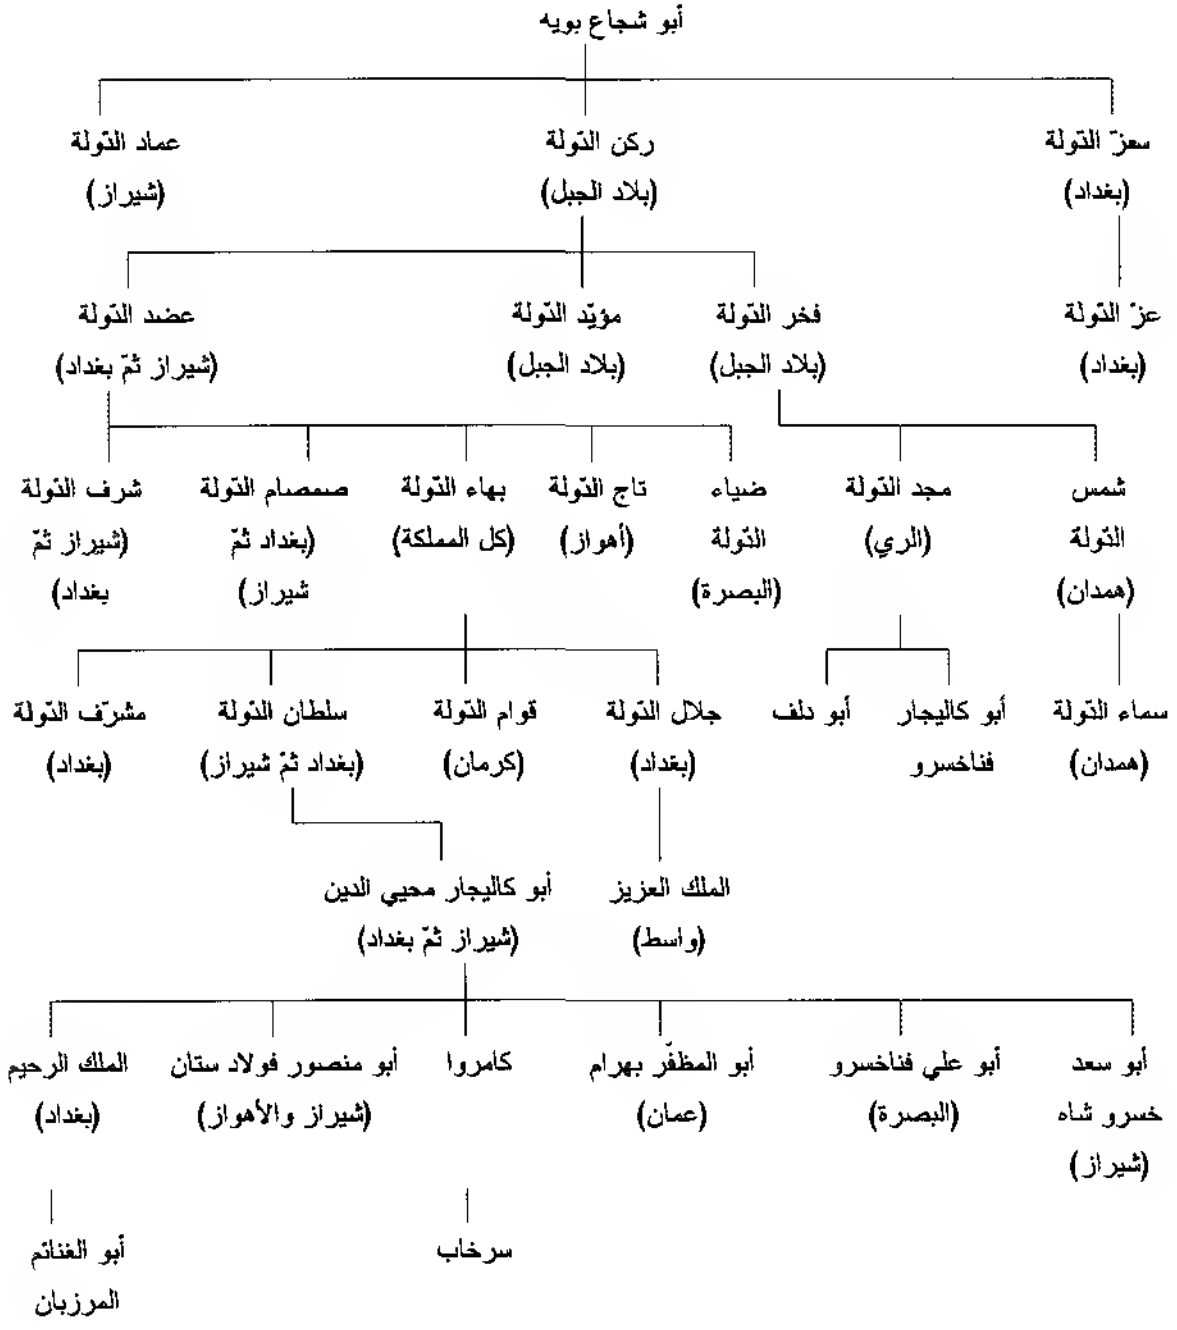 أبو شجاع بويه
معزّ الدّولة
(بغداد)
ركن الدّولة
(بلاد الجبل)
عماد الدّولة
(شيراز)
عزّ الدّولة
(بغداد)
فخر الدّولة
(بلاد الجبل)
مؤيّد الدّولة
(بلاد الجبل)
عضد الدّولة
(شيراز ثمّ بغداد)
شمس
الدّولة
(همدان)
مجد الدّولة
(الري)
ضياء
الدّولة
(البصرة)
تاج الدّولة
(أهواز)
بهاء الدّولة
(كل المملكة)
صمصام الدّولة
(بغداد ثمّ
شيراز)
شرف الدّولة
(شيراز ثمّ
بغداد)
سماء الدّولة
(همدان)
أبو كاليجار
فناخسرو
أبو دلف
جلال الدّولة
(بغداد)
قوام الدّولة
(كرمان)
سلطان الدّولة
(بغداد ثمّ شيراز)
مشرّف الدّولة
(بغداد)
الملك العزيز
(واسط)
أبو كاليجار محيي الدين
(شيراز ثمّ بغداد)
أبو سعد
خسرو شاه
(شيراز)
أبو علي فناخسرو
(البصرة)
أبو المظفّر بهرام
(عمان)
كامروا
أبو منصور فولاد ستان
(شيراز والأهواز)
الملك الرحيم
(بغداد)
سرخاب
أبو الغنائم
المرزبان